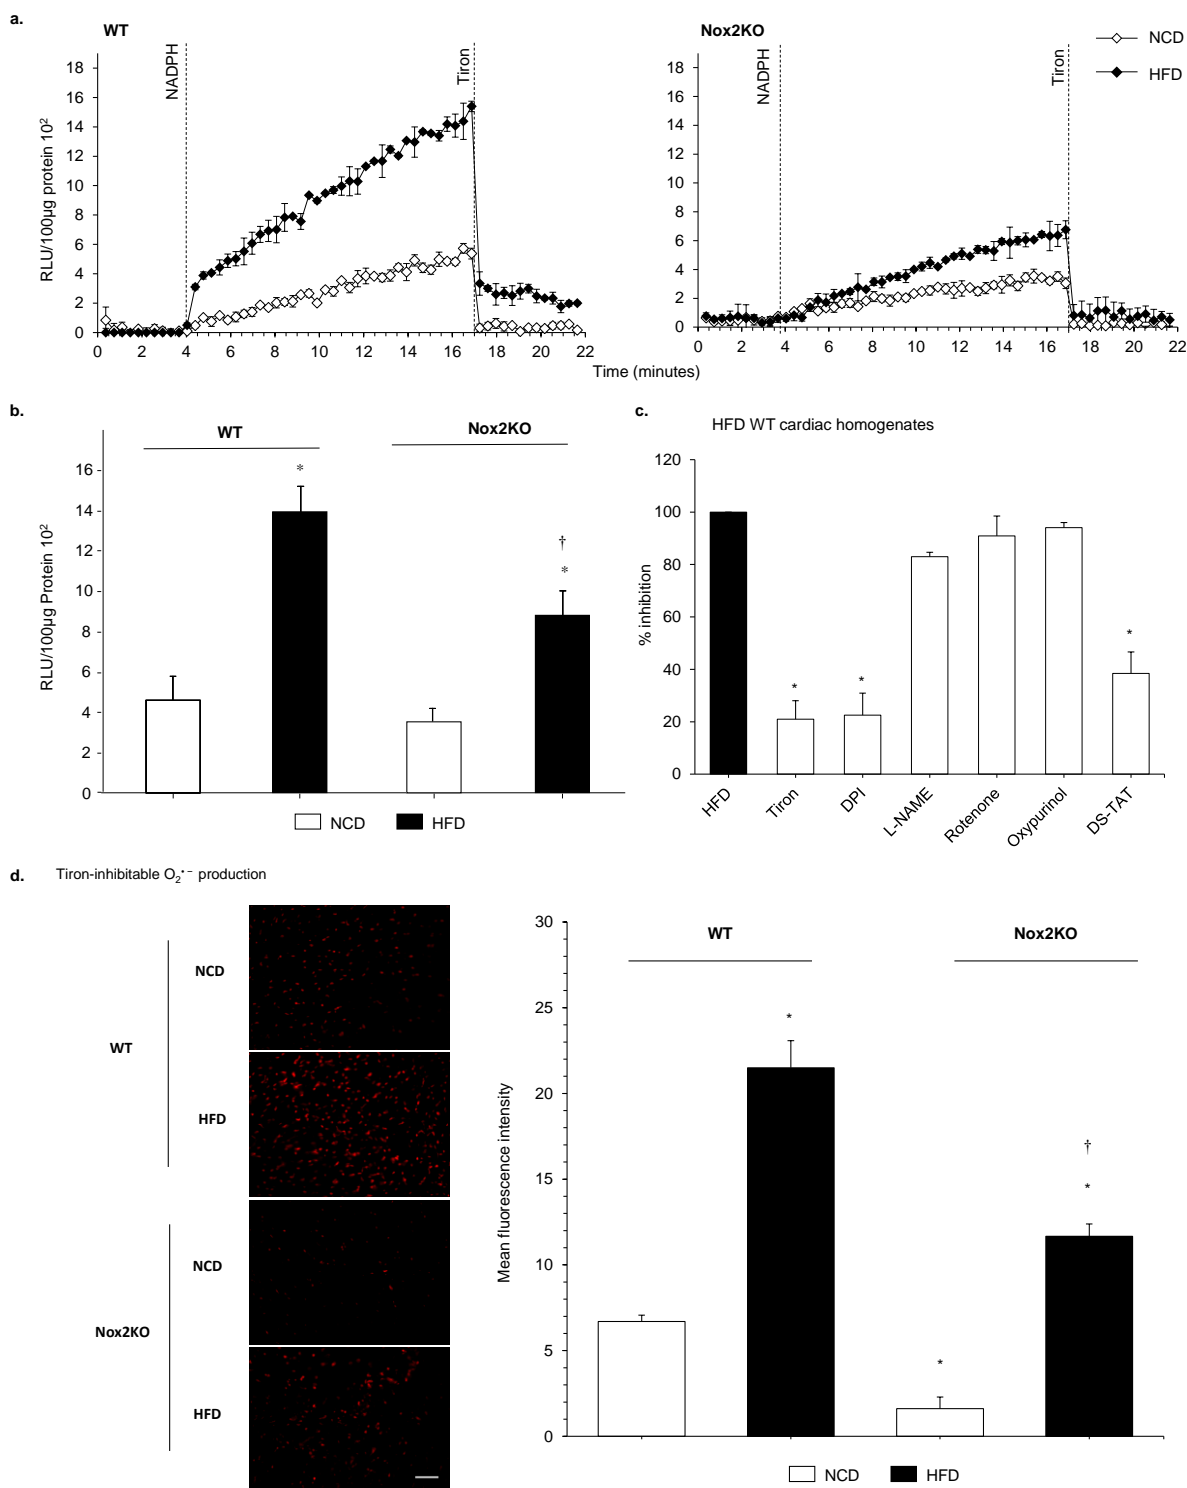 a.
WT
Nox2KO
NCD
HFD
RLU/100µg protein 10²
18
16
14
12
10
8
6
4
2
0
NADPH
Tiron
0 2 4 6 8 10 12 14 16 18 20 22
18
16
14
12
10
8
6
4
2
0
NADPH
Tiron
0 2 4 6 8 10 12 14 16 18 20 22
Time (minutes)
b.
WT
Nox2KO
RLU/100µg Protein 10²
16
14
12
10
8
6
4
2
0
*
†
*
NCD HFD
c.
HFD WT cardiac homogenates
% inhibition
120
100
80
60
40
20
0
* * *
HFD Tiron DPI L-NAME Rotenone Oxypurinol DS-TAT
d. Tiron-inhibitable O₂•− production
WT
NCD
HFD
Nox2KO
NCD
HFD
Mean fluorescence intensity
30
25
20
15
10
5
0
WT
Nox2KO
*
*
†
*
NCD HFD